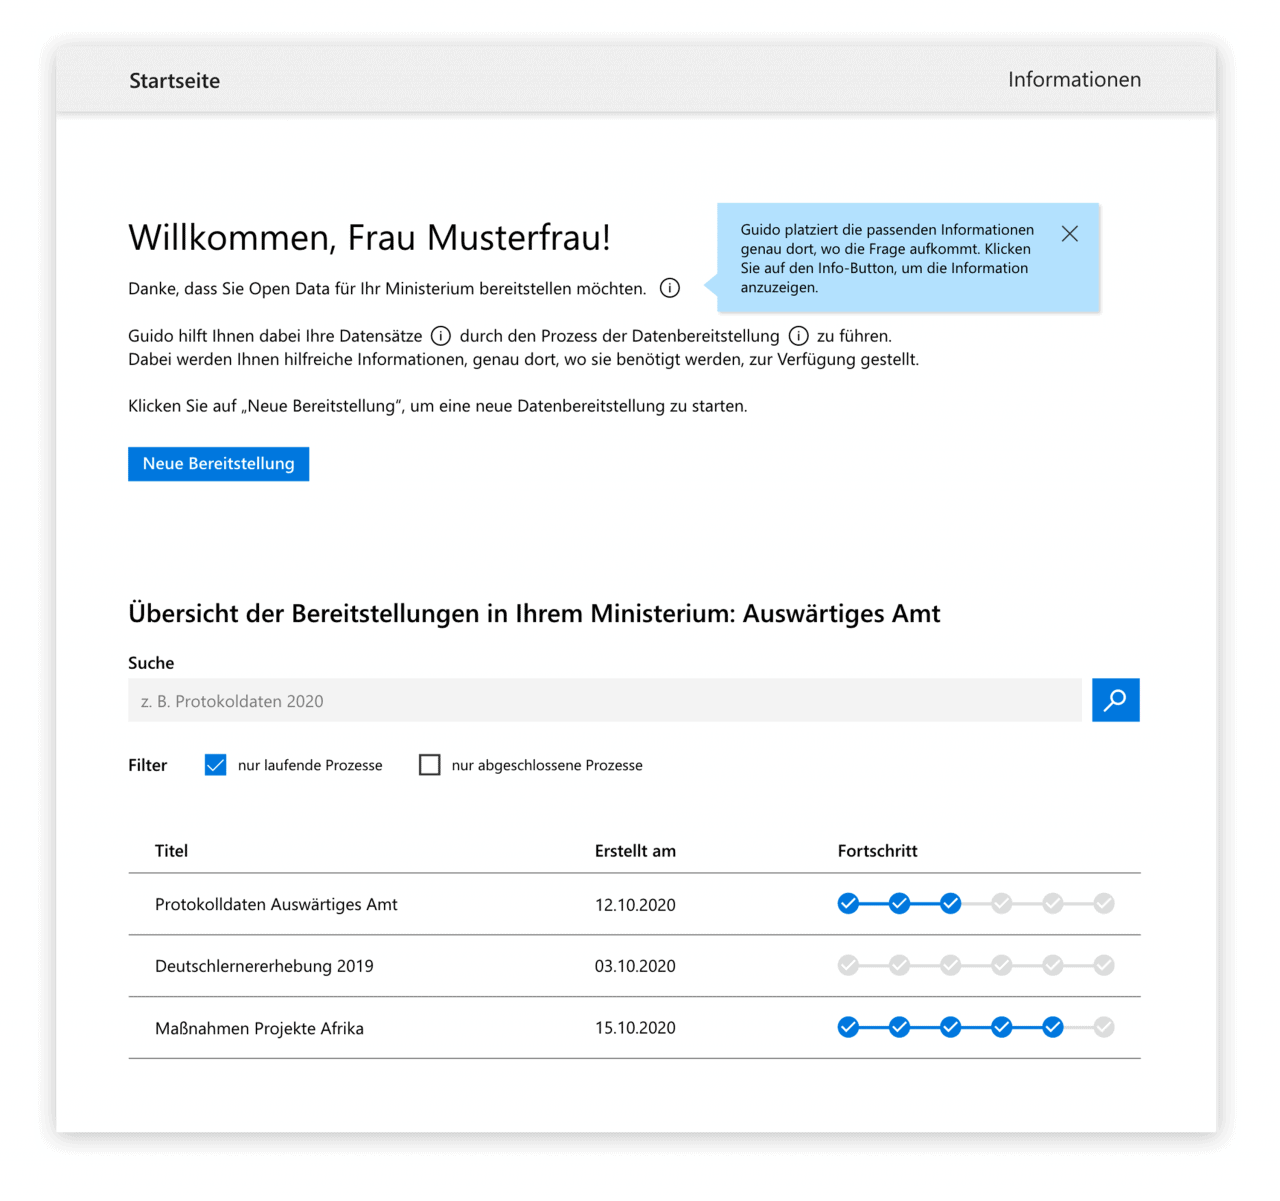 Startseite
Informationen
Willkommen, Frau Musterfrau!
Danke, dass Sie Open Data für Ihr Ministerium bereitstellen möchten.
Guido platziert die passenden Informationen
genau dort, wo die Frage aufkommt. Klicken
Sie auf den Info-Button, um die Information
anzuzeigen.
Guido hilft Ihnen dabei Ihre Datensätze durch den Prozess der Datenbereitstellung zu führen.
Dabei werden Ihnen hilfreiche Informationen, genau dort, wo sie benötigt werden, zur Verfügung gestellt.
Klicken Sie auf „Neue Bereitstellung“, um eine neue Datenbereitstellung zu starten.
Neue Bereitstellung
Übersicht der Bereitstellungen in Ihrem Ministerium: Auswärtiges Amt
Suche
z. B. Protokoldaten 2020
Filter nur laufende Prozesse nur abgeschlossene Prozesse
Titel Erstellt am Fortschritt
Protokolldaten Auswärtiges Amt 12.10.2020
Deutschlernererhebung 2019 03.10.2020
Maßnahmen Projekte Afrika 15.10.2020